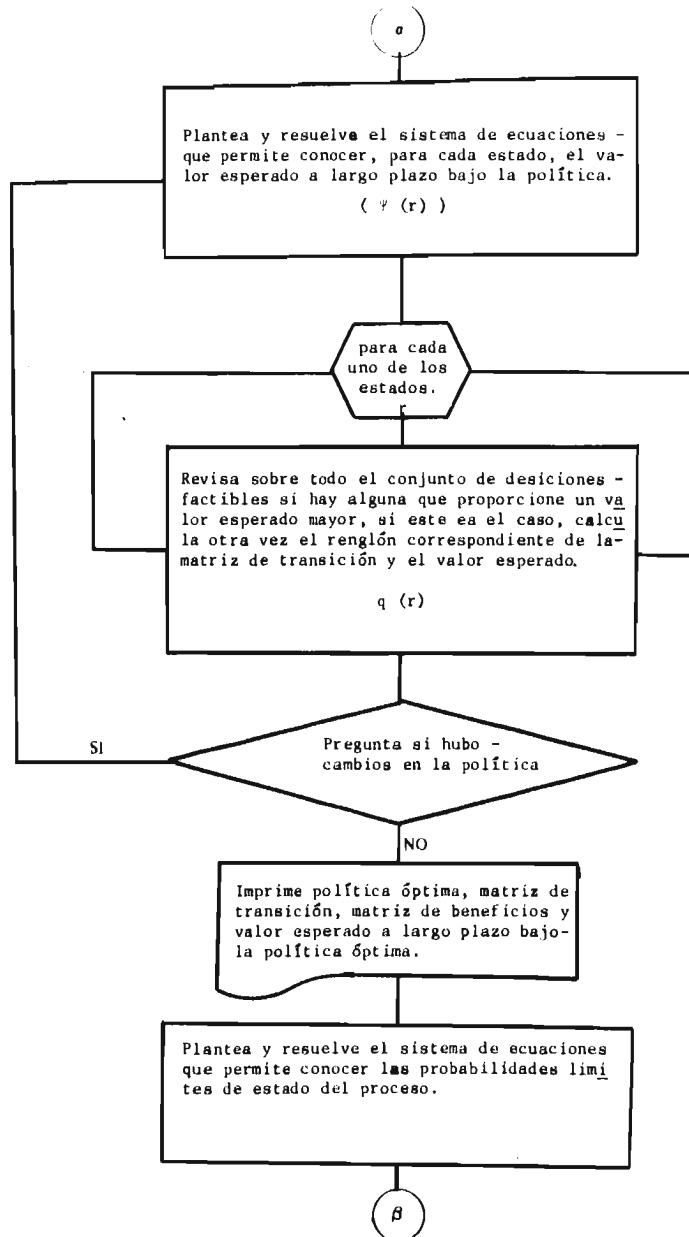 α
Plantea y resuelve el sistema de ecuaciones -
que permite conocer, para cada estado, el va-
lor esperado a largo plazo bajo la política.
( Ψ (r) )
para cada
uno de los
estados.
r
Revisa sobre todo el conjunto de desiciones -
factibles si hay alguna que proporcione un va
lor esperado mayor, si este ea el caso, calcu
la otra vez el renglón correspondiente de la-
matriz de transición y el valor esperado.
q (r)
SI
Pregunta si hubo -
cambios en la política
NO
Imprime política óptima, matriz de
transición, matriz de beneficios y
valor esperado a largo plazo bajo-
la política óptima.
Plantea y resuelve el sistema de ecuaciones
que permite conocer las probabilidades limi
tes de estado del proceso.
β